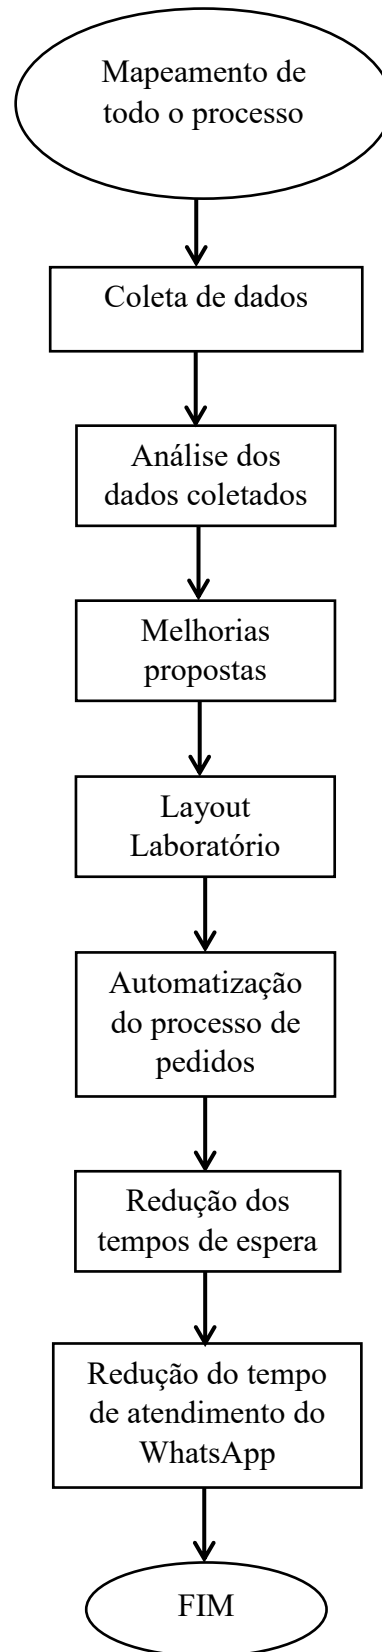 Mapeamento de
todo o processo
Coleta de dados
Análise dos
dados coletados
Melhorias
propostas
Layout
Laboratório
Automatização
do processo de
pedidos
Redução dos
tempos de espera
Redução do tempo
de atendimento do
WhatsApp
FIM